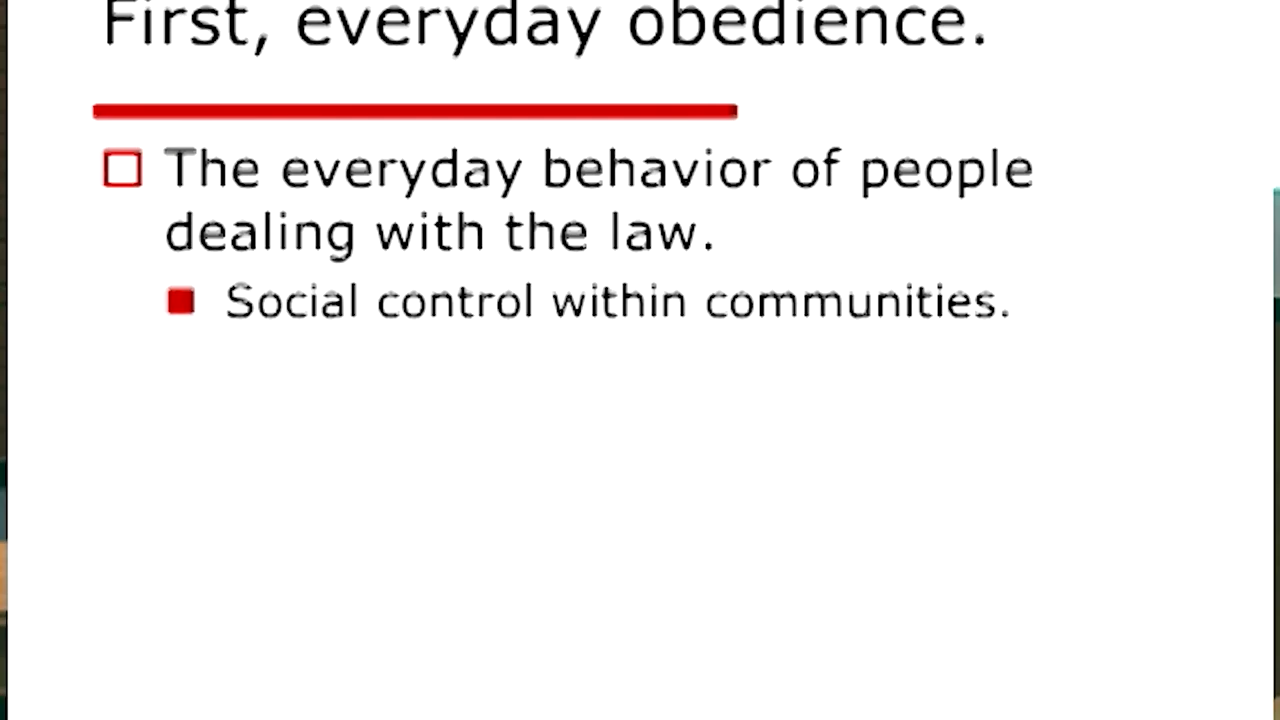 First, everyday obedience.
The everyday behavior of people
dealing with the law.
Social control within communities.